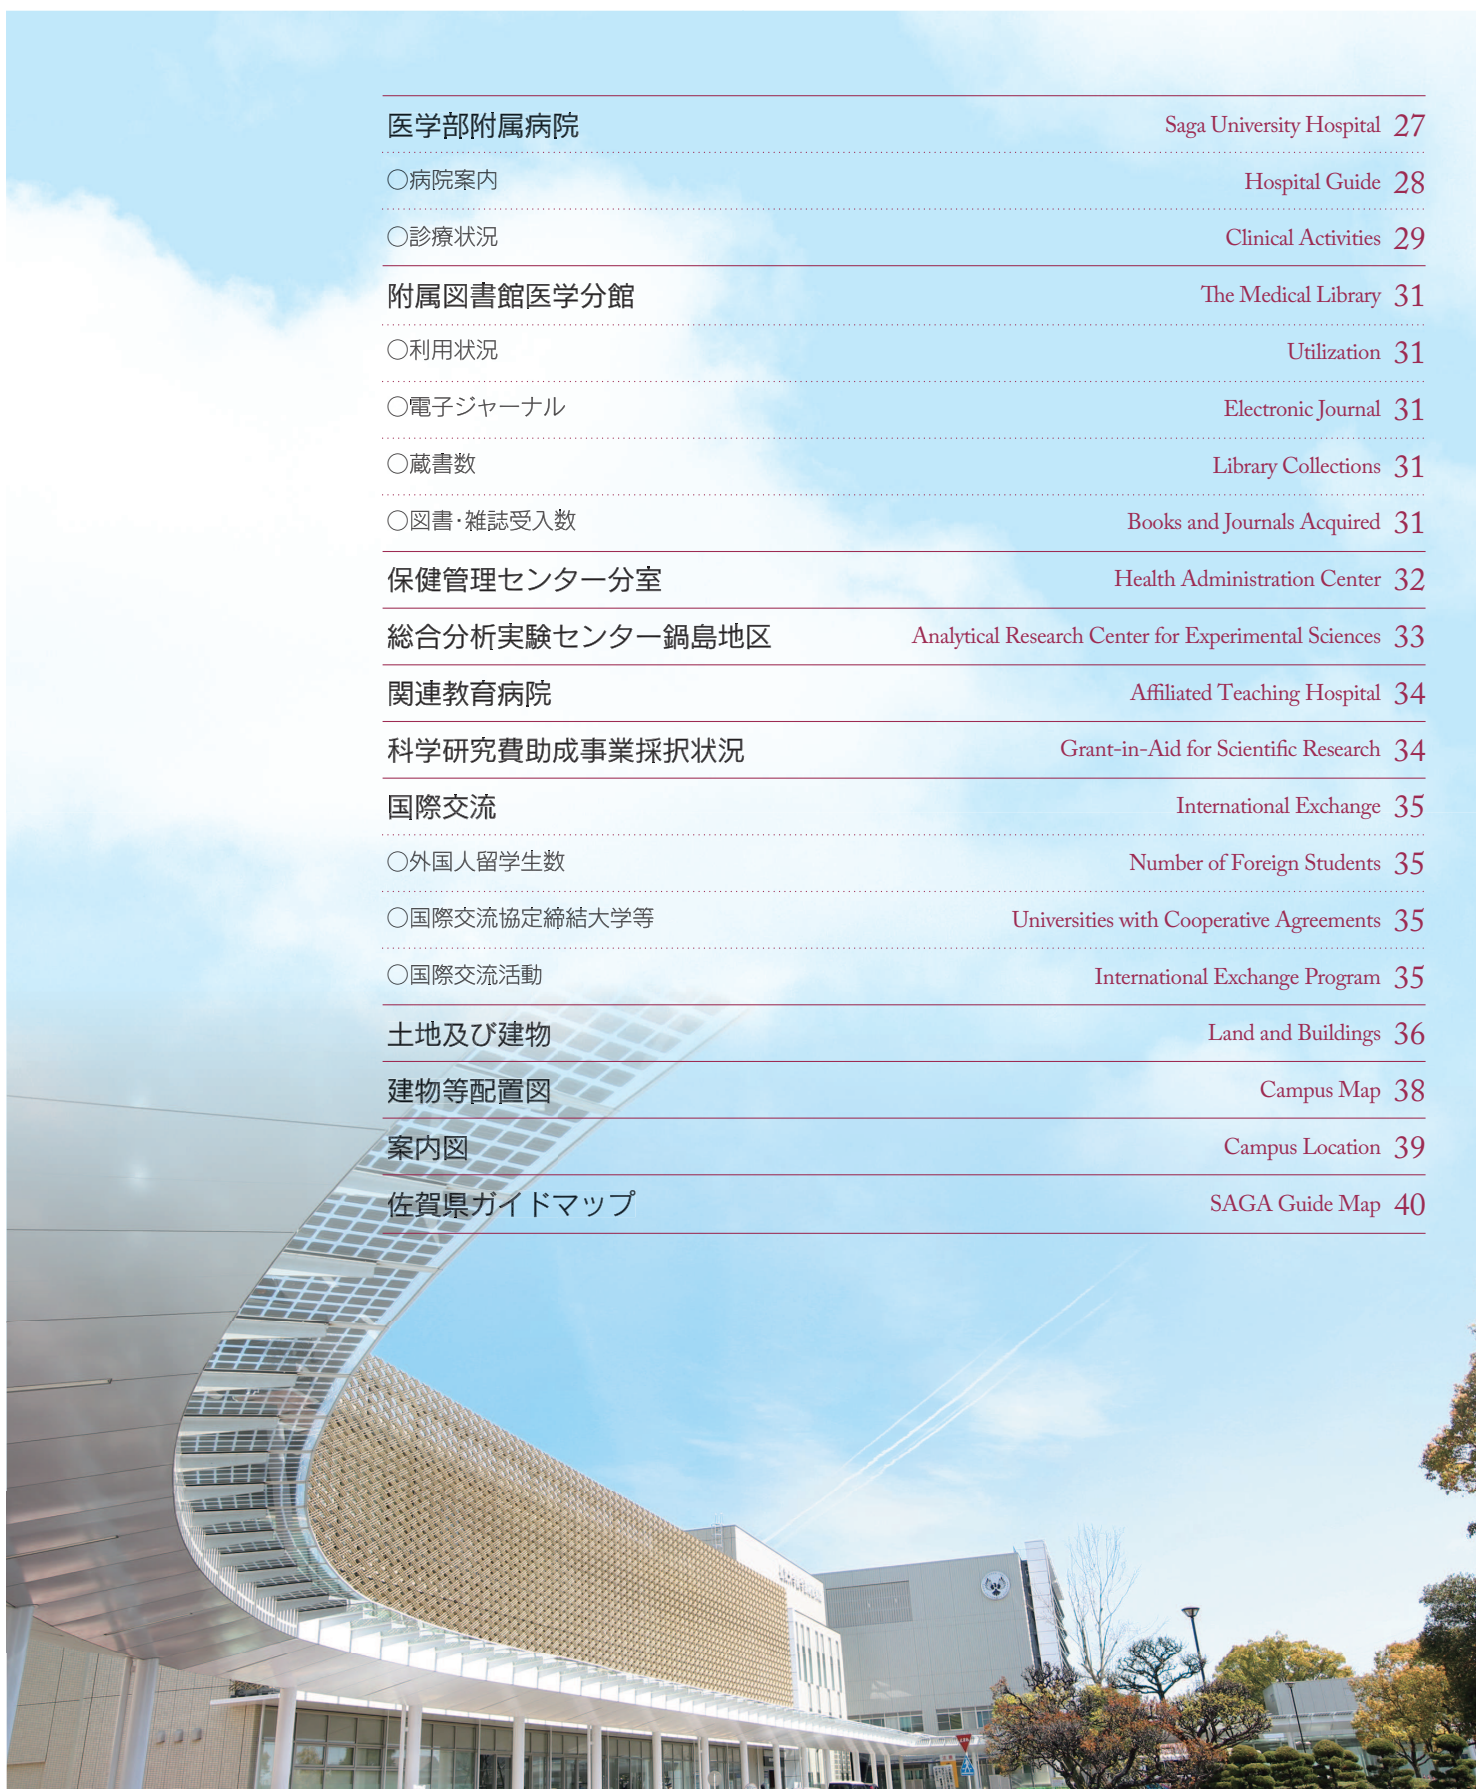 医学部附属病院 Saga University Hospital 27
○病院案内 Hospital Guide 28
○診療状況 Clinical Activities 29
附属図書館医学分館 The Medical Library 31
○利用状況 Utilization 31
○電子ジャーナル Electronic Journal 31
○蔵書数 Library Collections 31
○図書･雑誌受入数 Books and Journals Acquired 31
保健管理センター分室 Health Administration Center 32
総合分析実験センター鍋島地区 Analytical Research Center for Experimental Sciences 33
関連教育病院 Affiliated Teaching Hospital 34
科学研究費助成事業採択状況 Grant-in-Aid for Scientific Research 34
国際交流 International Exchange 35
○外国人留学生数 Number of Foreign Students 35
○国際交流協定締結大学等 Universities with Cooperative Agreements 35
○国際交流活動 International Exchange Program 35
土地及び建物 Land and Buildings 36
建物等配置図 Campus Map 38
案内図 Campus Location 39
佐賀県ガイドマップ SAGA Guide Map 40